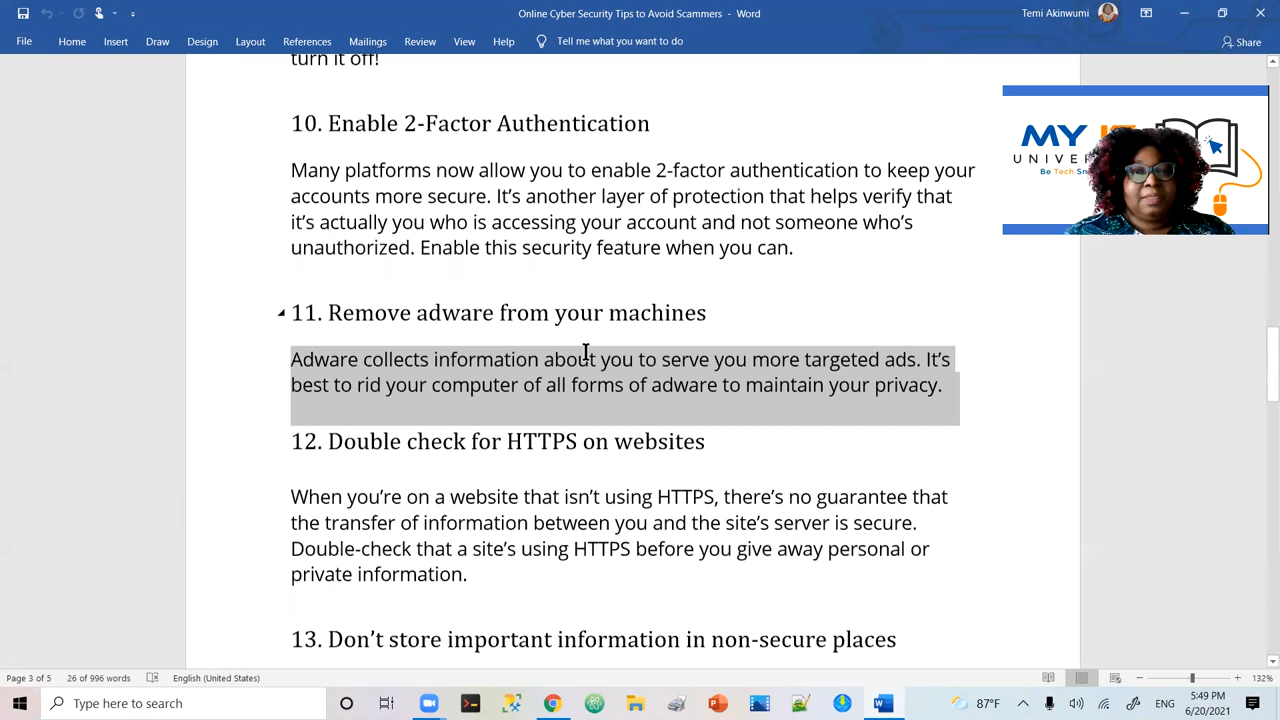 Online Cyber Security Tips to Avoid Scammers - Word
Temi Akinwumi
File Home Insert Draw Design Layout References Mailings Review View Help Tell me what you want to do Share
turn it off!
10. Enable 2-Factor Authentication
Many platforms now allow you to enable 2-factor authentication to keep your
accounts more secure. It's another layer of protection that helps verify that
it's actually you who is accessing your account and not someone who's
unauthorized. Enable this security feature when you can.
11. Remove adware from your machines
Adware collects information about you to serve you more targeted ads. It's
best to rid your computer of all forms of adware to maintain your privacy.
12. Double check for HTTPS on websites
When you're on a website that isn't using HTTPS, there's no guarantee that
the transfer of information between you and the site's server is secure.
Double-check that a site's using HTTPS before you give away personal or
private information.
13. Don't store important information in non-secure places
MY
Be Tech
Page 3 of 5 26 of 996 words English (United States) 132%
Type here to search
87°F ENG
5:49 PM
6/20/2021